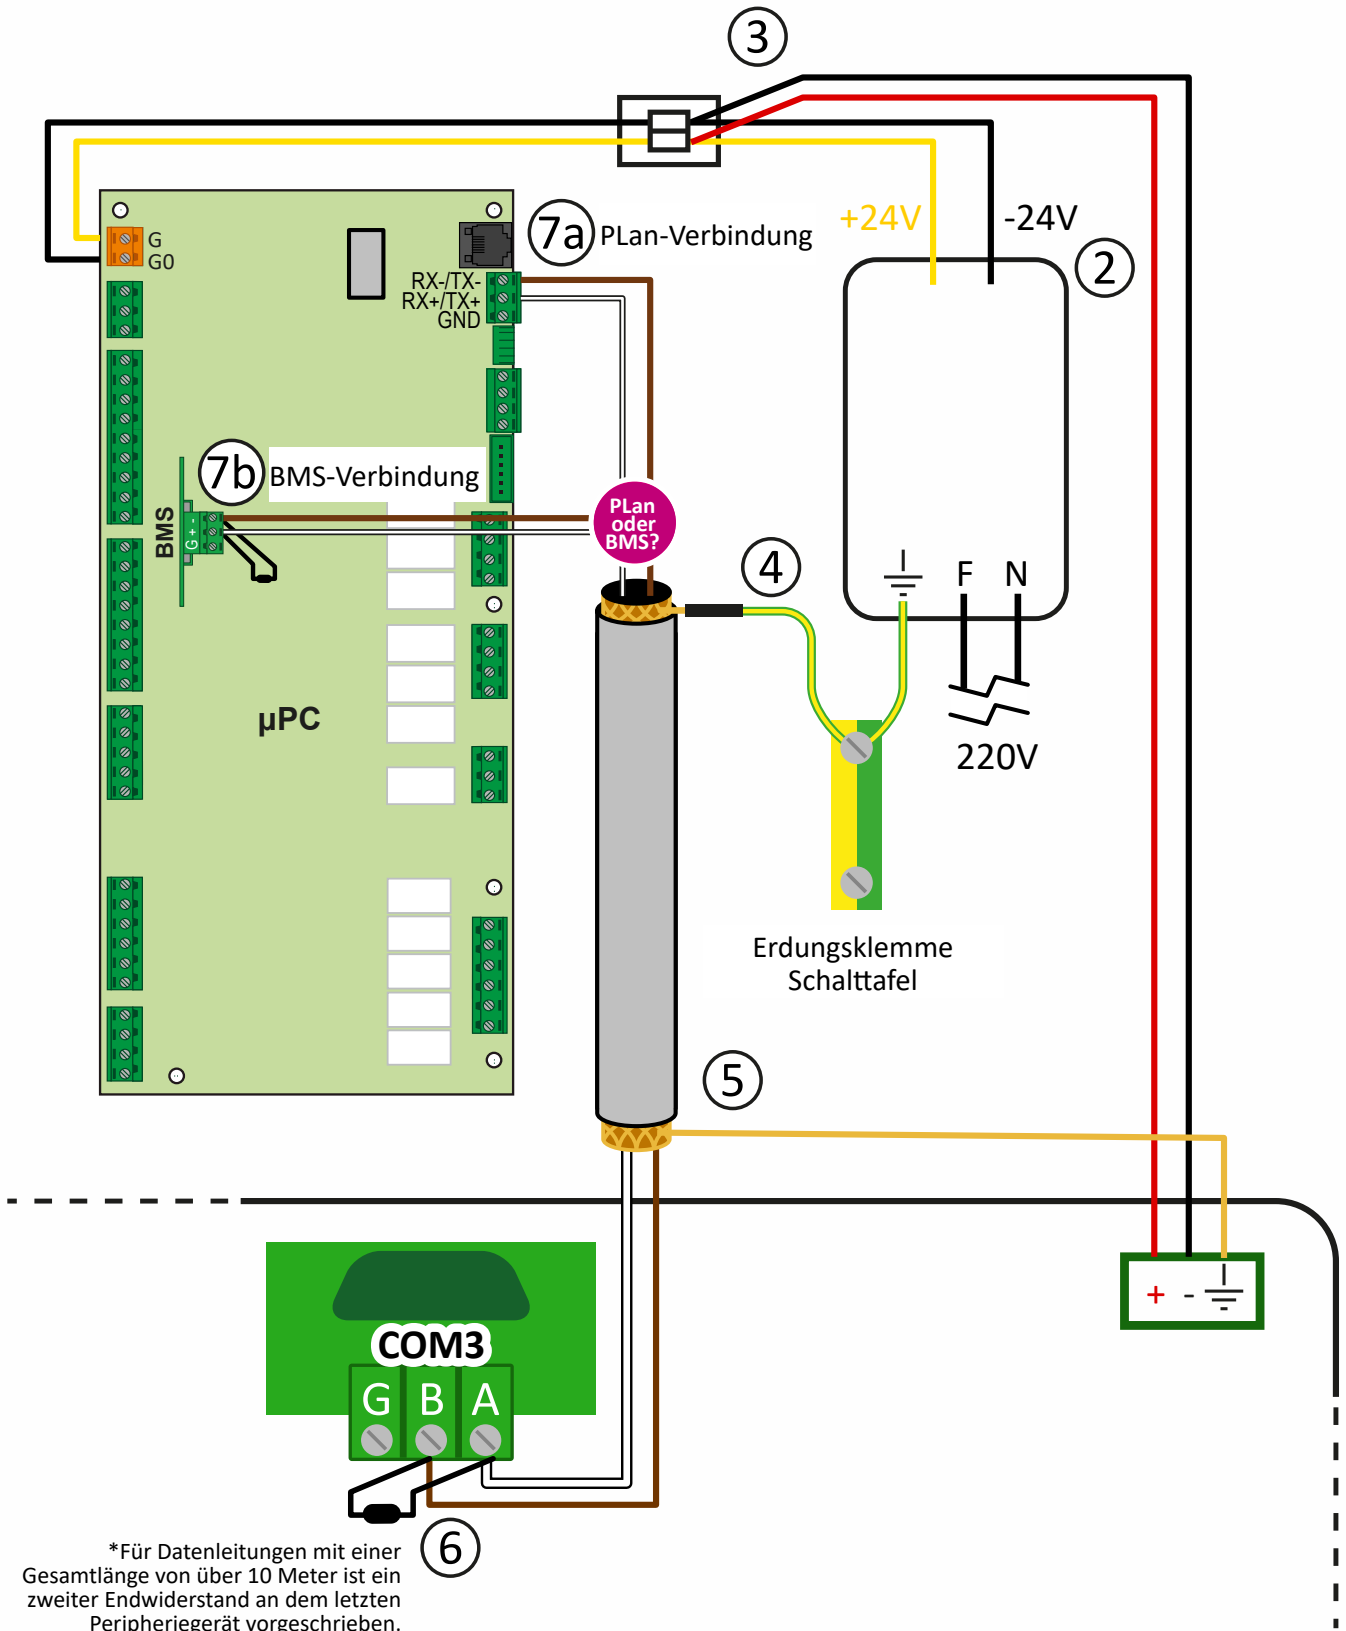 3
+24V
-24V
2
G
G0
7a PLan-Verbindung
RX-/TX-
RX+/TX+
GND
7b BMS-Verbindung
PLan
oder
BMS?
BMS
G + -
4
F N
220V
µPC
Erdungsklemme
Schalttafel
5
+ -
COM3
G B A
6
*Für Datenleitungen mit einer
Gesamtlänge von über 10 Meter ist ein
zweiter Endwiderstand an dem letzten
Peripheriegerät vorgeschrieben.